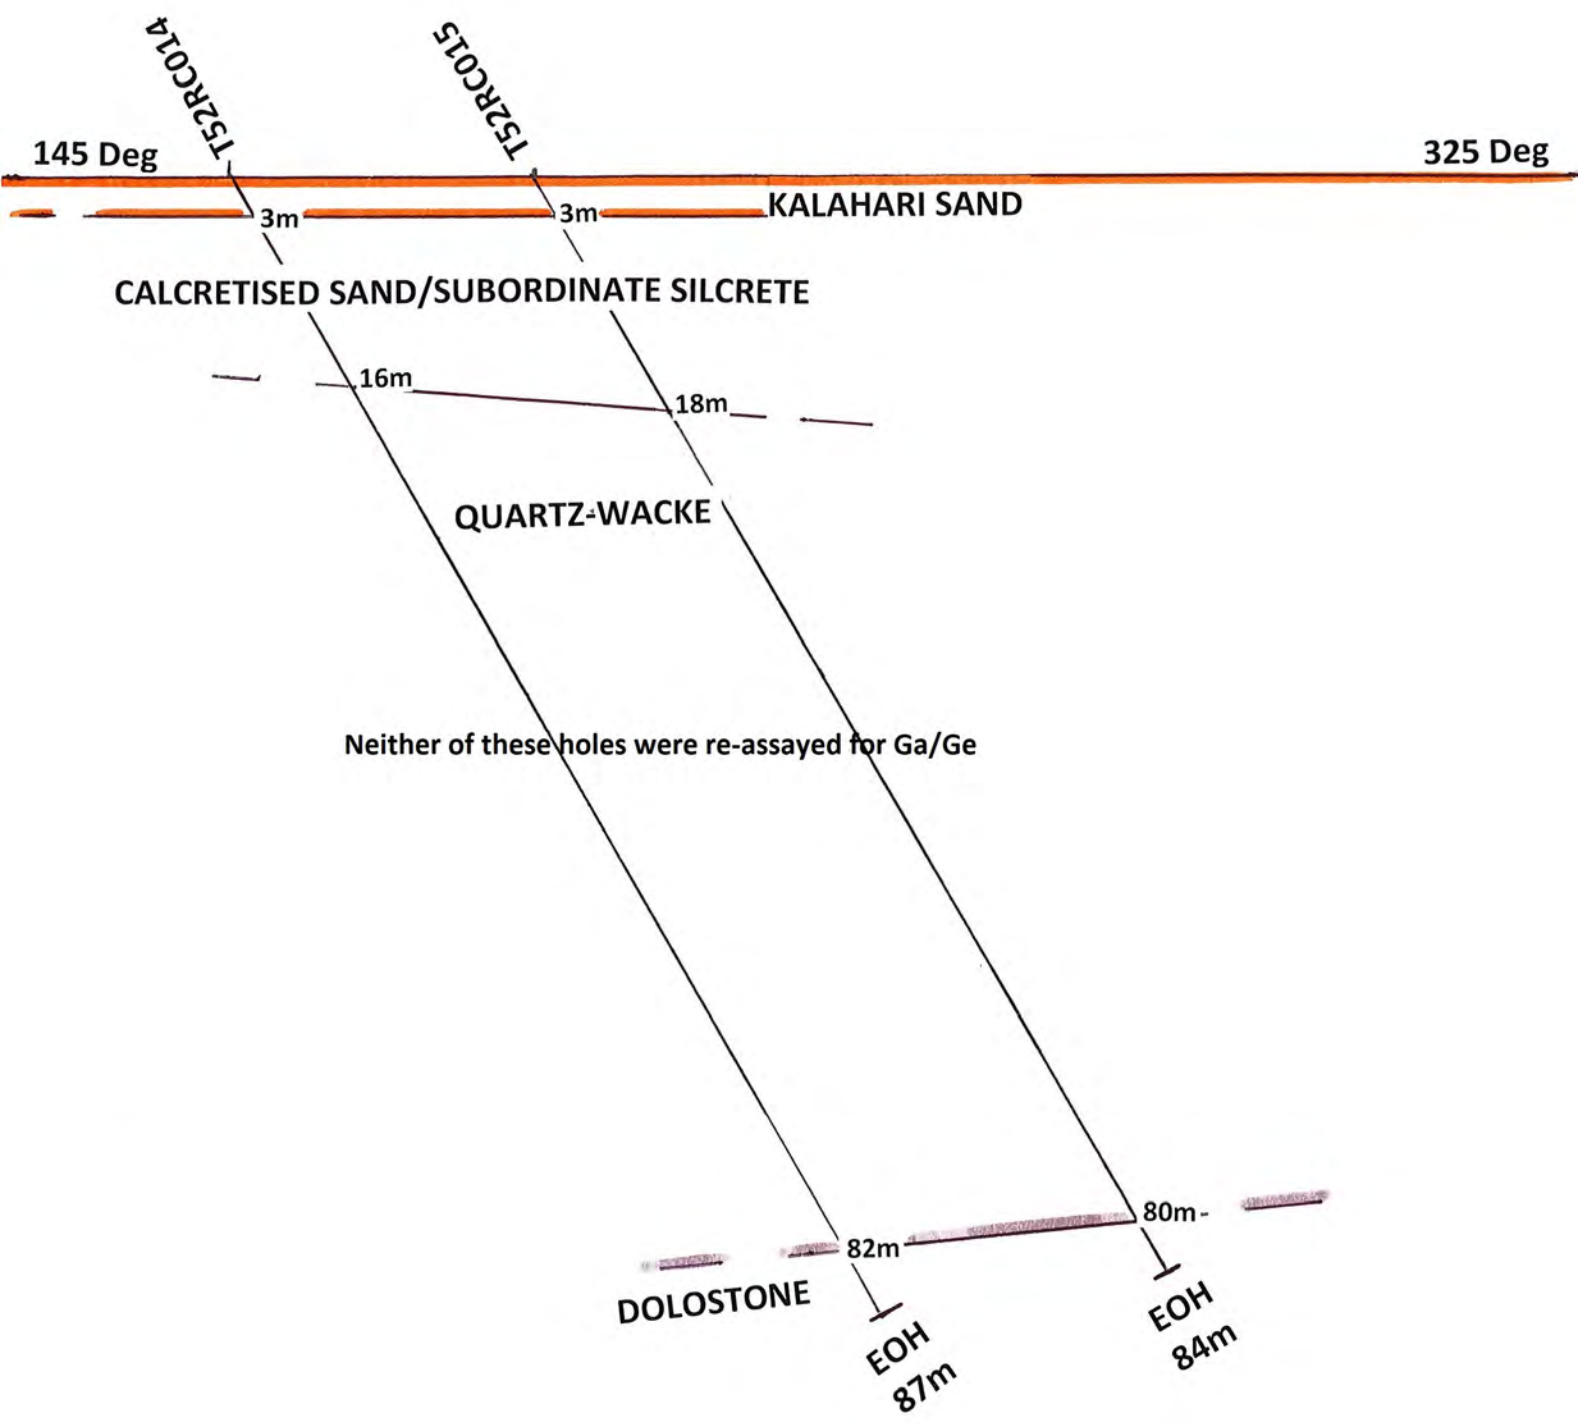 T52RC014
T52RC015
145 Deg
325 Deg
KALAHARI SAND
3m
3m
CALCRETISED SAND/SUBORDINATE SILCRETE
16m
18m
QUARTZ-WACKE
Neither of these holes were re-assayed for Ga/Ge
80m
82m
DOLOSTONE
EOH
84m
EOH
87m